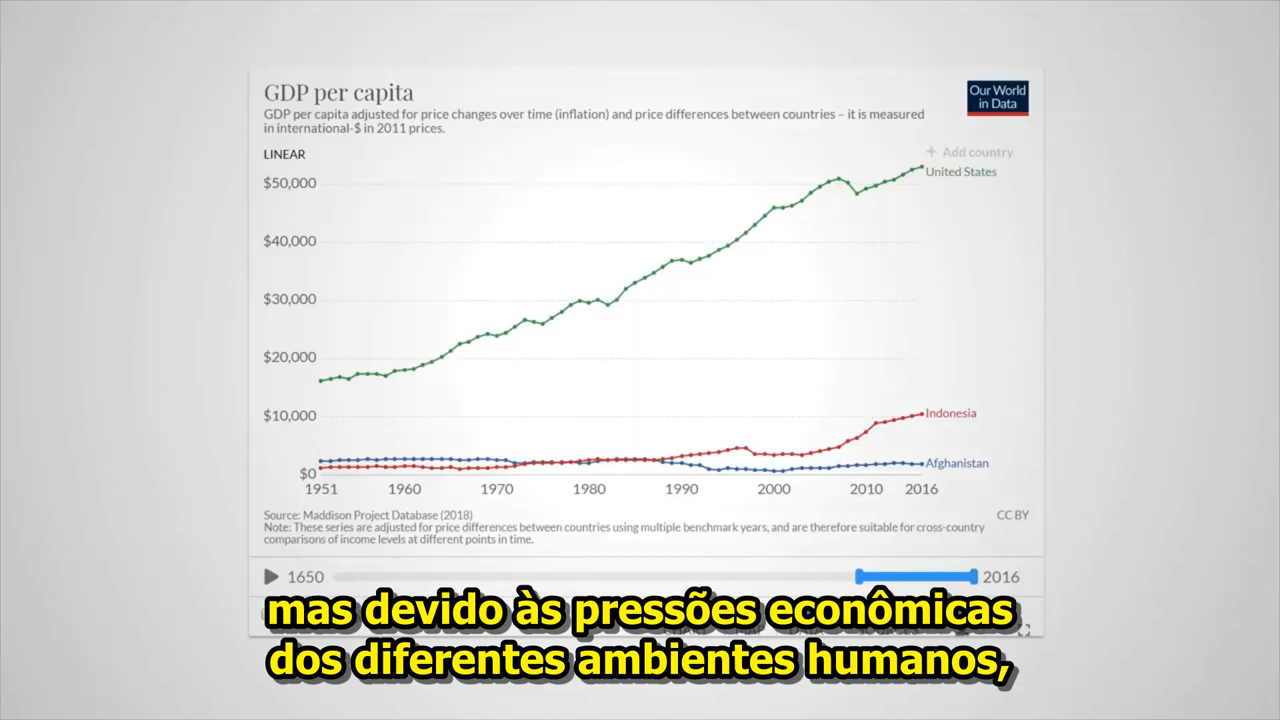 GDP per capita
GDP per capita adjusted for price changes over time (inflation) and price differences between countries – it is measured
in international-$ in 2011 prices.
Our World
in Data
LINEAR
+ Add country
United States
$50,000
$40,000
$30,000
$20,000
$10,000
Indonesia
Afghanistan
$0
1951 1960 1970 1980 1990 2000 2010 2016
Source: Maddison Project Database (2018)
CC BY
Note: These series are adjusted for price differences between countries using multiple benchmark years, and are therefore suitable for cross-country
comparisons of income levels at different points in time.
1650 2016
mas devido às pressões econômicas
dos diferentes ambientes humanos,